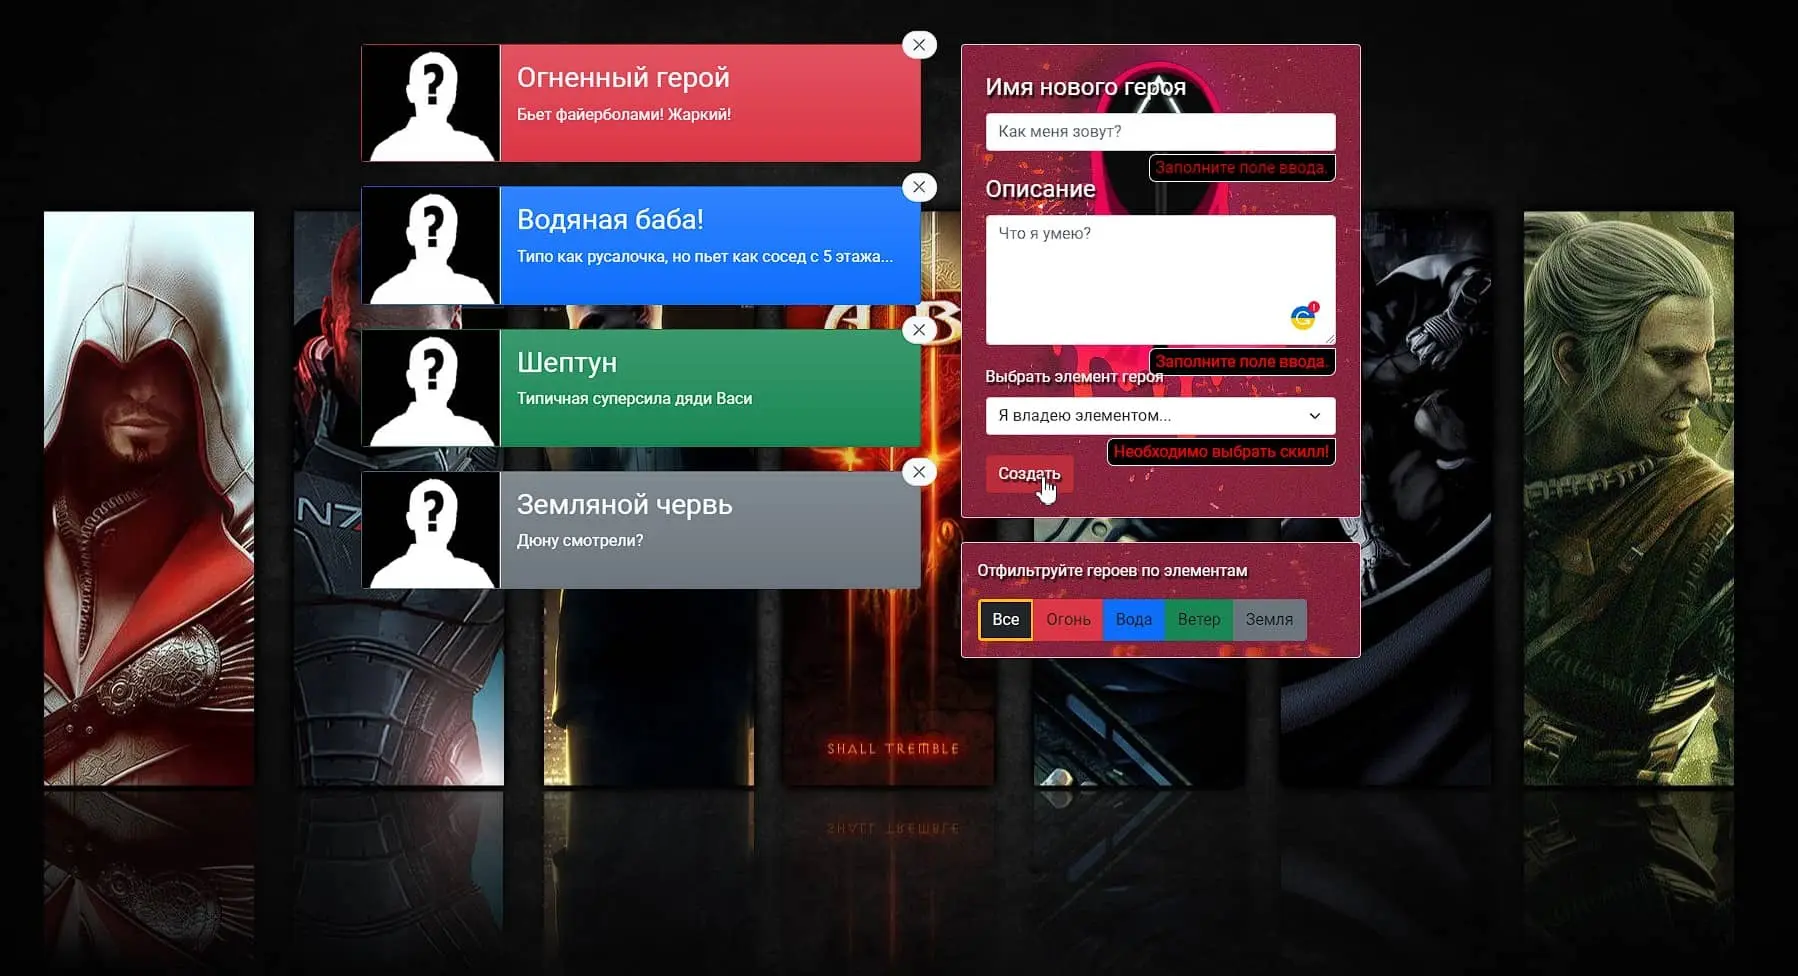 Огненный герой
Бьет файерболами! Жаркий!
Водяная баба!
Типо как русалочка, но пьет как сосед с 5 этажа...
Шептун
Типичная суперсила дяди Васи
Земляной червь
Дюну смотрели?
Имя нового героя
Как меня зовут?
Заполните поле ввода.
Описание
Что я умею?
Заполните поле ввода.
Выбрать элемент героя
Я владею элементом...
Необходимо выбрать скилл!
Создать
Отфильтруйте героев по элементам
Все Огонь Вода Ветер Земля
N7
SHALL TREMBLE